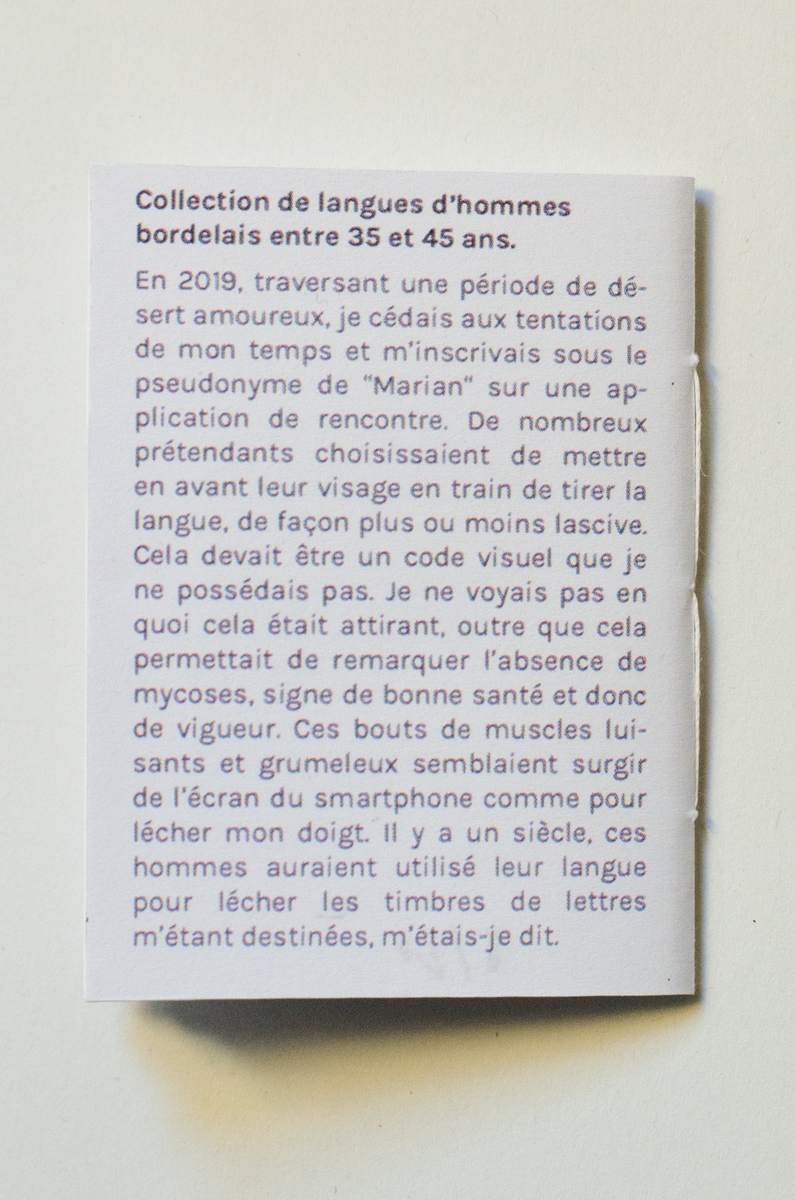 Collection de langues d'hommes
bordelais entre 35 et 45 ans.
En 2019, traversant une période de dé-
sert amoureux, je cédais aux tentations
de mon temps et m'inscrivais sous le
pseudonyme de “Marian“ sur une ap-
plication de rencontre. De nombreux
prétendants choisissaient de mettre
en avant leur visage en train de tirer la
langue, de façon plus ou moins lascive.
Cela devait être un code visuel que je
ne possédais pas. Je ne voyais pas en
quoi cela était attirant, outre que cela
permettait de remarquer l'absence de
mycoses, signe de bonne santé et donc
de vigueur. Ces bouts de muscles lui-
sants et grumeleux semblaient surgir
de l'écran du smartphone comme pour
lécher mon doigt. Il y a un siècle, ces
hommes auraient utilisé leur langue
pour lécher les timbres de lettres
m'étant destinées, m'étais-je dit.